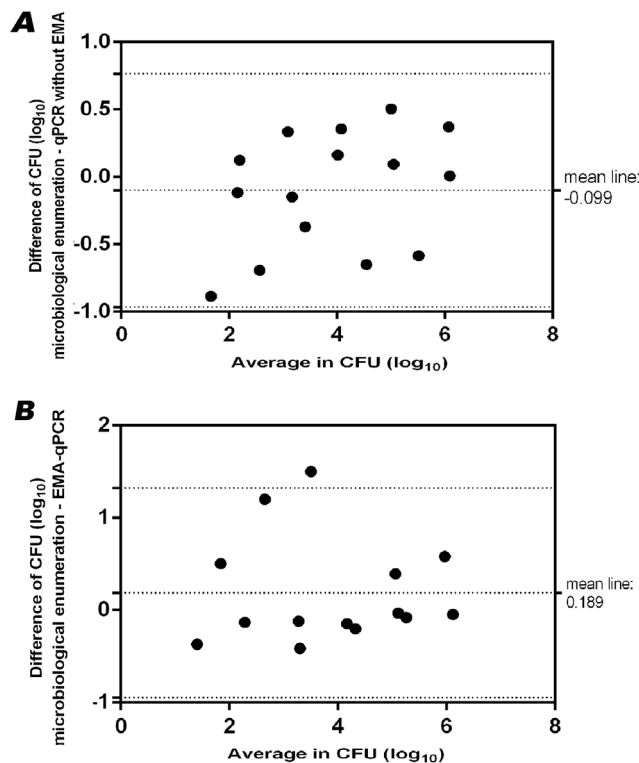 A
Difference of CFU (log10)
microbiological enumeration - qPCR without EMA
1.0
0.5
0.0
-0.5
-1.0
mean line:
-0.099
0 2 4 6 8
Average in CFU (log10)
B
Difference of CFU (log10)
microbiological enumeration - EMA-qPCR
2
1
0
-1
mean line:
0.189
0 2 4 6 8
Average in CFU (log10)